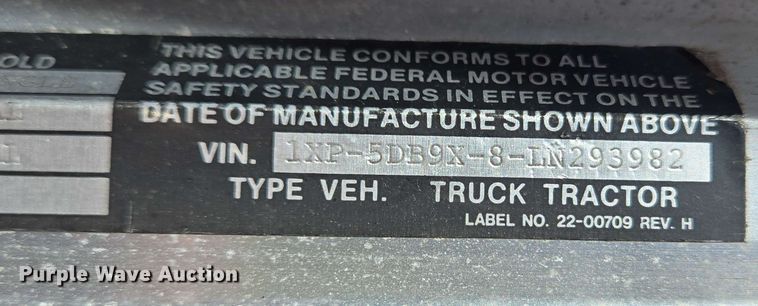 OLD
THIS VEHICLE CONFORMS TO ALL
APPLICABLE FEDERAL MOTOR VEHICLE
SAFETY STANDARDS IN EFFECT ON THE
DATE OF MANUFACTURE SHOWN ABOVE
VIN. 1XP-5DB9X-8-LN293982
TYPE VEH. TRUCK TRACTOR
LABEL NO. 22-00709 REV. H
Purple Wave Auction